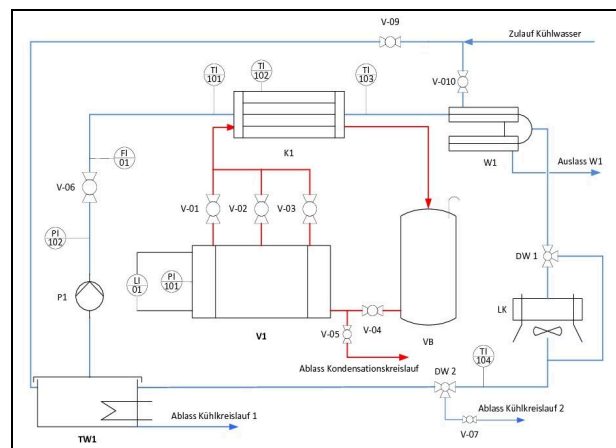 V-09
Zulauf Kühlwasser
TI
101
TI
102
TI
103
V-010
K1
W1
Auslass W1
FI
01
V-06
V-01
V-02
V-03
PI
102
DW 1
P1
LI
01
PI
101
LK
V1
V-05
V-04
VB
Ablass Kondensationskreislauf
TI
104
DW 2
TW1
Ablass Kühlkreislauf 1
Ablass Kühlkreislauf 2
V-07